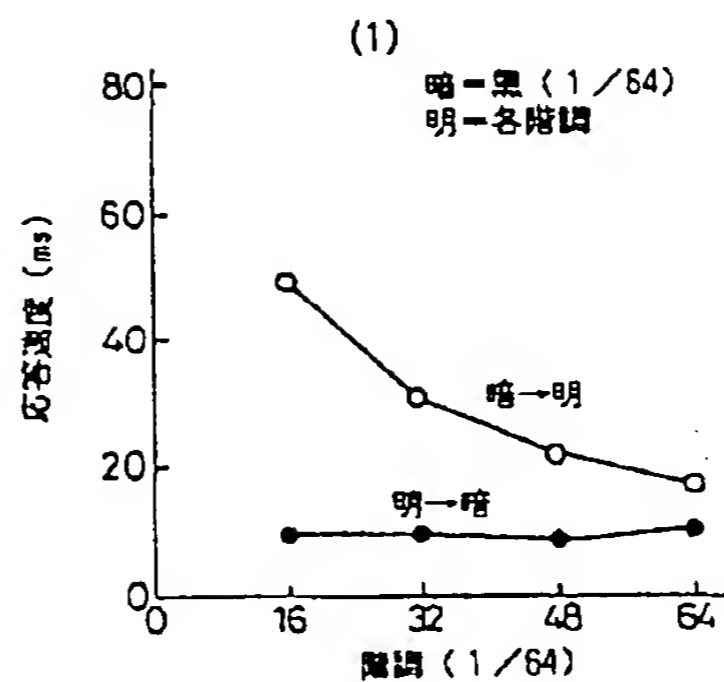 (1)
暗=黒(1/64)
明=各階調
80
60
40
20
0
応答速度(ms)
暗→明
明→暗
0 16 32 48 64
階調(1/64)